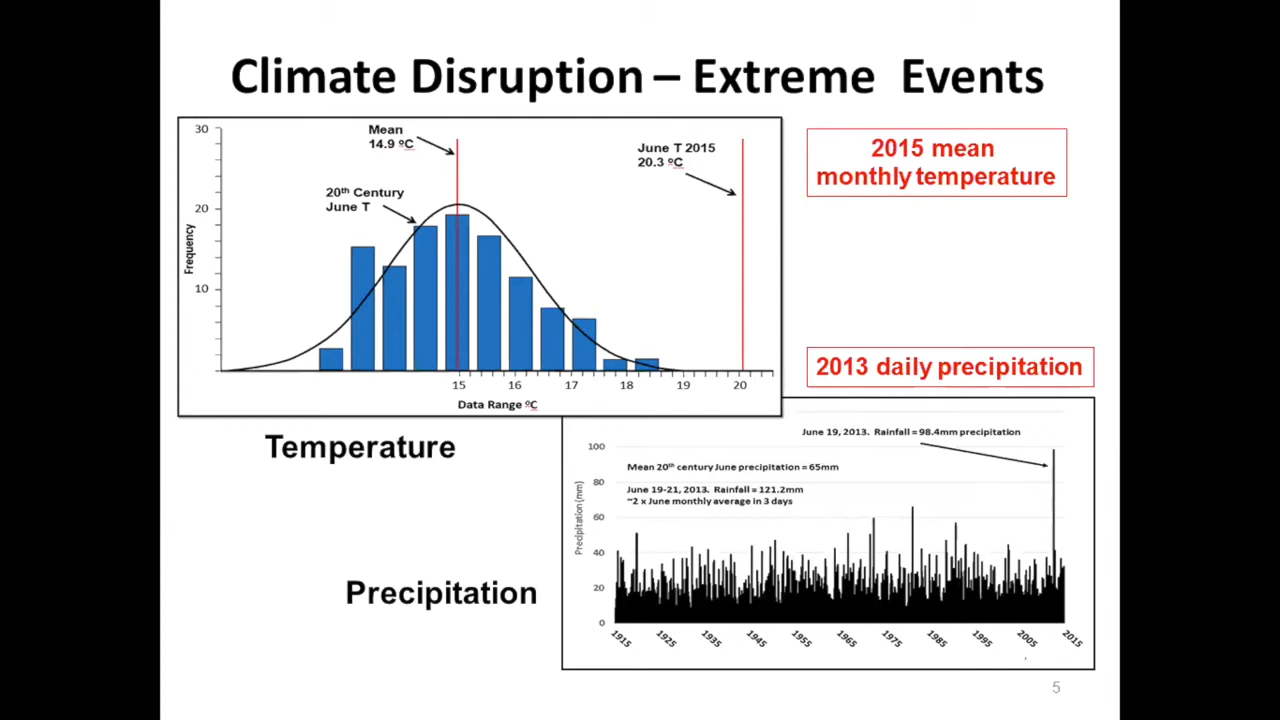 Climate Disruption – Extreme Events
Mean
14.9 ºC
20th Century
June T
June T 2015
20.3 ºC
30
20
10
Frequency
15 16 17 18 19 20
Data Range ºC
2015 mean
monthly temperature
Temperature
2013 daily precipitation
June 19, 2013. Rainfall = 98.4mm precipitation
Mean 20th century June precipitation = 65mm
June 19-21, 2013. Rainfall = 121.2mm
~2 x June monthly average in 3 days
Precipitation (mm)
100
80
60
40
20
0
1915 1925 1935 1945 1955 1965 1975 1985 1995 2005 2015
Precipitation
5